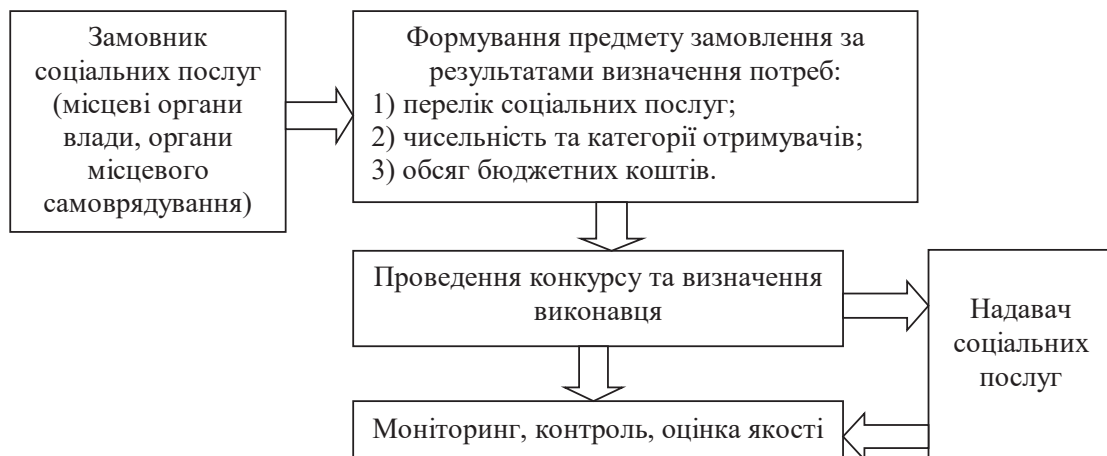 Замовник
соціальних послуг
(місцеві органи
влади, органи
місцевого
самоврядування)
Формування предмету замовлення за
результатами визначення потреб:
1) перелік соціальних послуг;
2) чисельність та категорії отримувачів;
3) обсяг бюджетних коштів.
Проведення конкурсу та визначення
виконавця
Надавач
соціальних
послуг
Моніторинг, контроль, оцінка якості